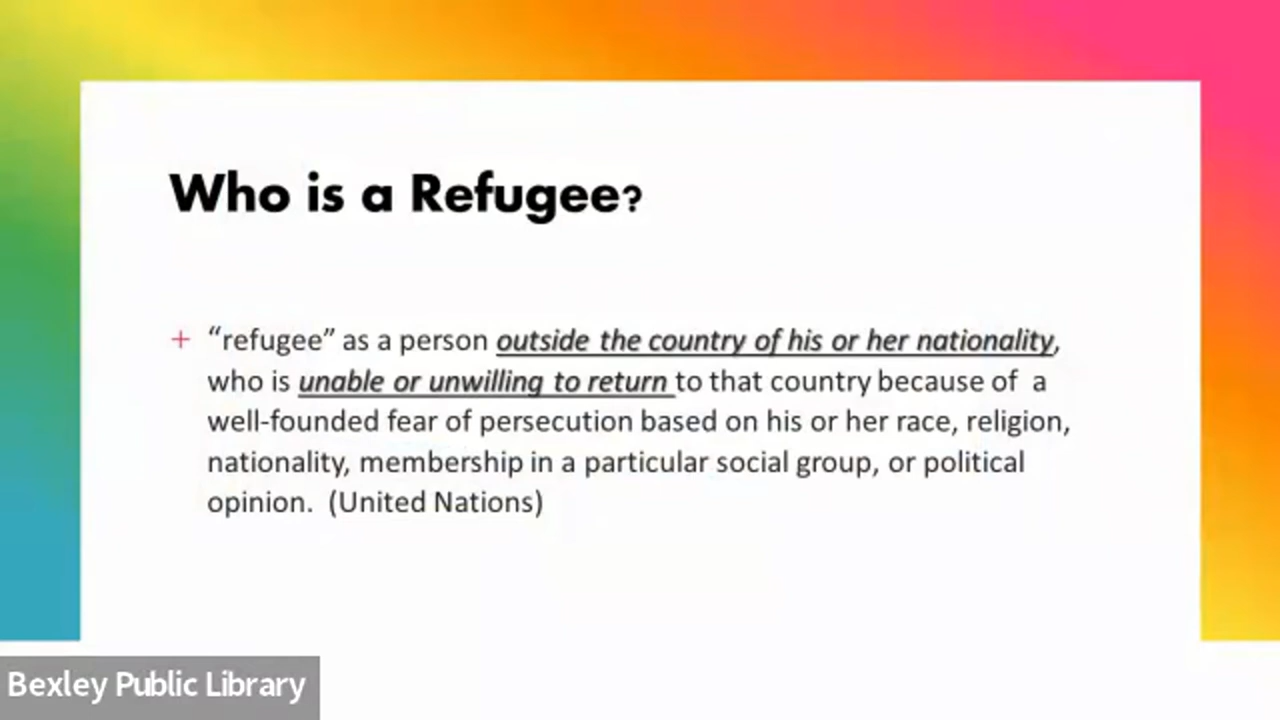 Who is a Refugee?
+ “refugee” as a person outside the country of his or her nationality,
who is unable or unwilling to return to that country because of a
well-founded fear of persecution based on his or her race, religion,
nationality, membership in a particular social group, or political
opinion. (United Nations)
Bexley Public Library